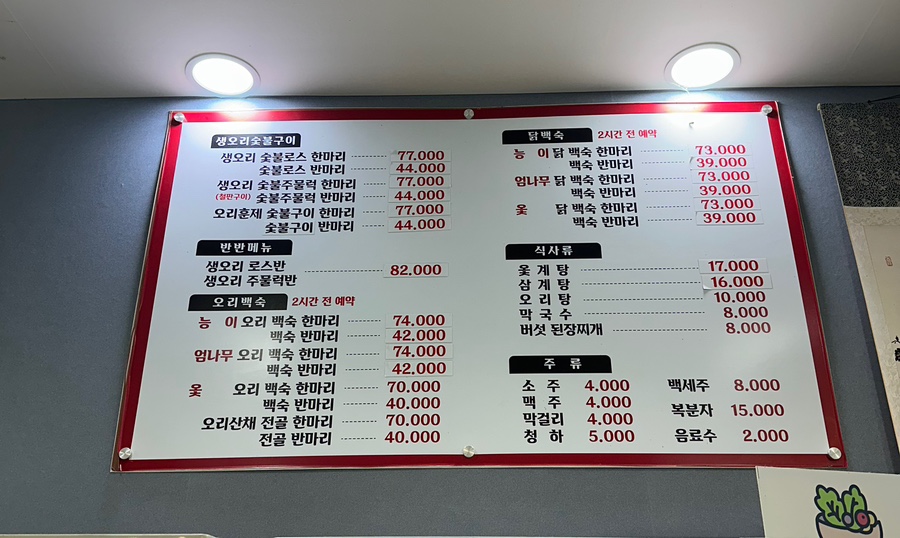 생오리숯불구이
생오리 숯불로스 한마리 77.000
숯불로스 반마리 44.000
생오리 숯불주물럭 한마리 77.000
(철판구이) 숯불주물럭 반마리 44.000
오리훈제 숯불구이 한마리 77.000
숯불구이 반마리 44.000
반반메뉴
생오리 로스반
생오리 주물럭반 82.000
오리백숙 2시간 전 예약
능 이 오리 백숙 한마리 74.000
백숙 반마리 42.000
엄나무 오리 백숙 한마리 74.000
백숙 반마리 42.000
옻 오리 백숙 한마리 70.000
백숙 반마리 40.000
오리산채 전골 한마리 70.000
전골 반마리 40.000
닭백숙 2시간 전 예약
능 이 닭 백숙 한마리 73.000
백숙 반마리 39.000
엄나무 닭 백숙 한마리 73.000
백숙 반마리 39.000
옻 닭 백숙 한마리 73.000
백숙 반마리 39.000
식사류
옻계탕 17.000
삼계탕 16.000
오리탕 10.000
막국수 8.000
버섯 된장찌개 8.000
주 류
소 주 4.000
맥 주 4.000
막걸리 4.000
청 하 5.000
백세주 8.000
복분자 15.000
음료수 2.000